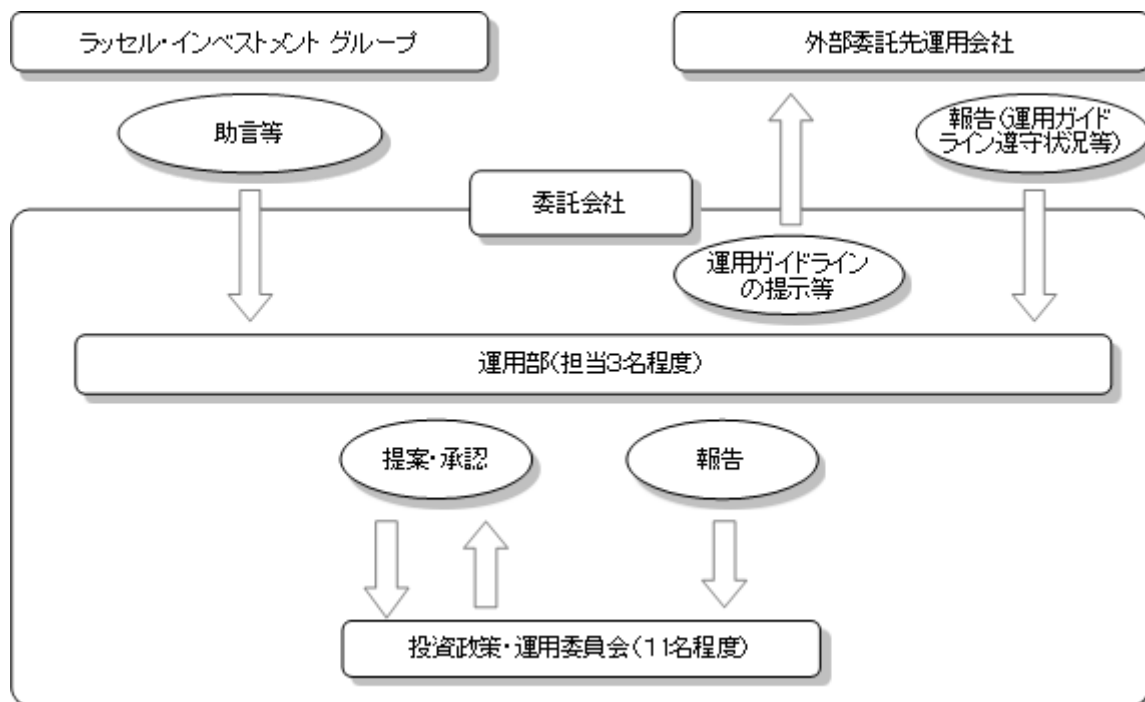 ラッセル・インベストメント グループ
外部委託先運用会社
助言等
報告(運用ガイド
ライン遵守状況等)
委託会社
運用ガイドライン
の提示等
運用部(担当3名程度)
提案・承認
報告
投資政策・運用委員会(11名程度)